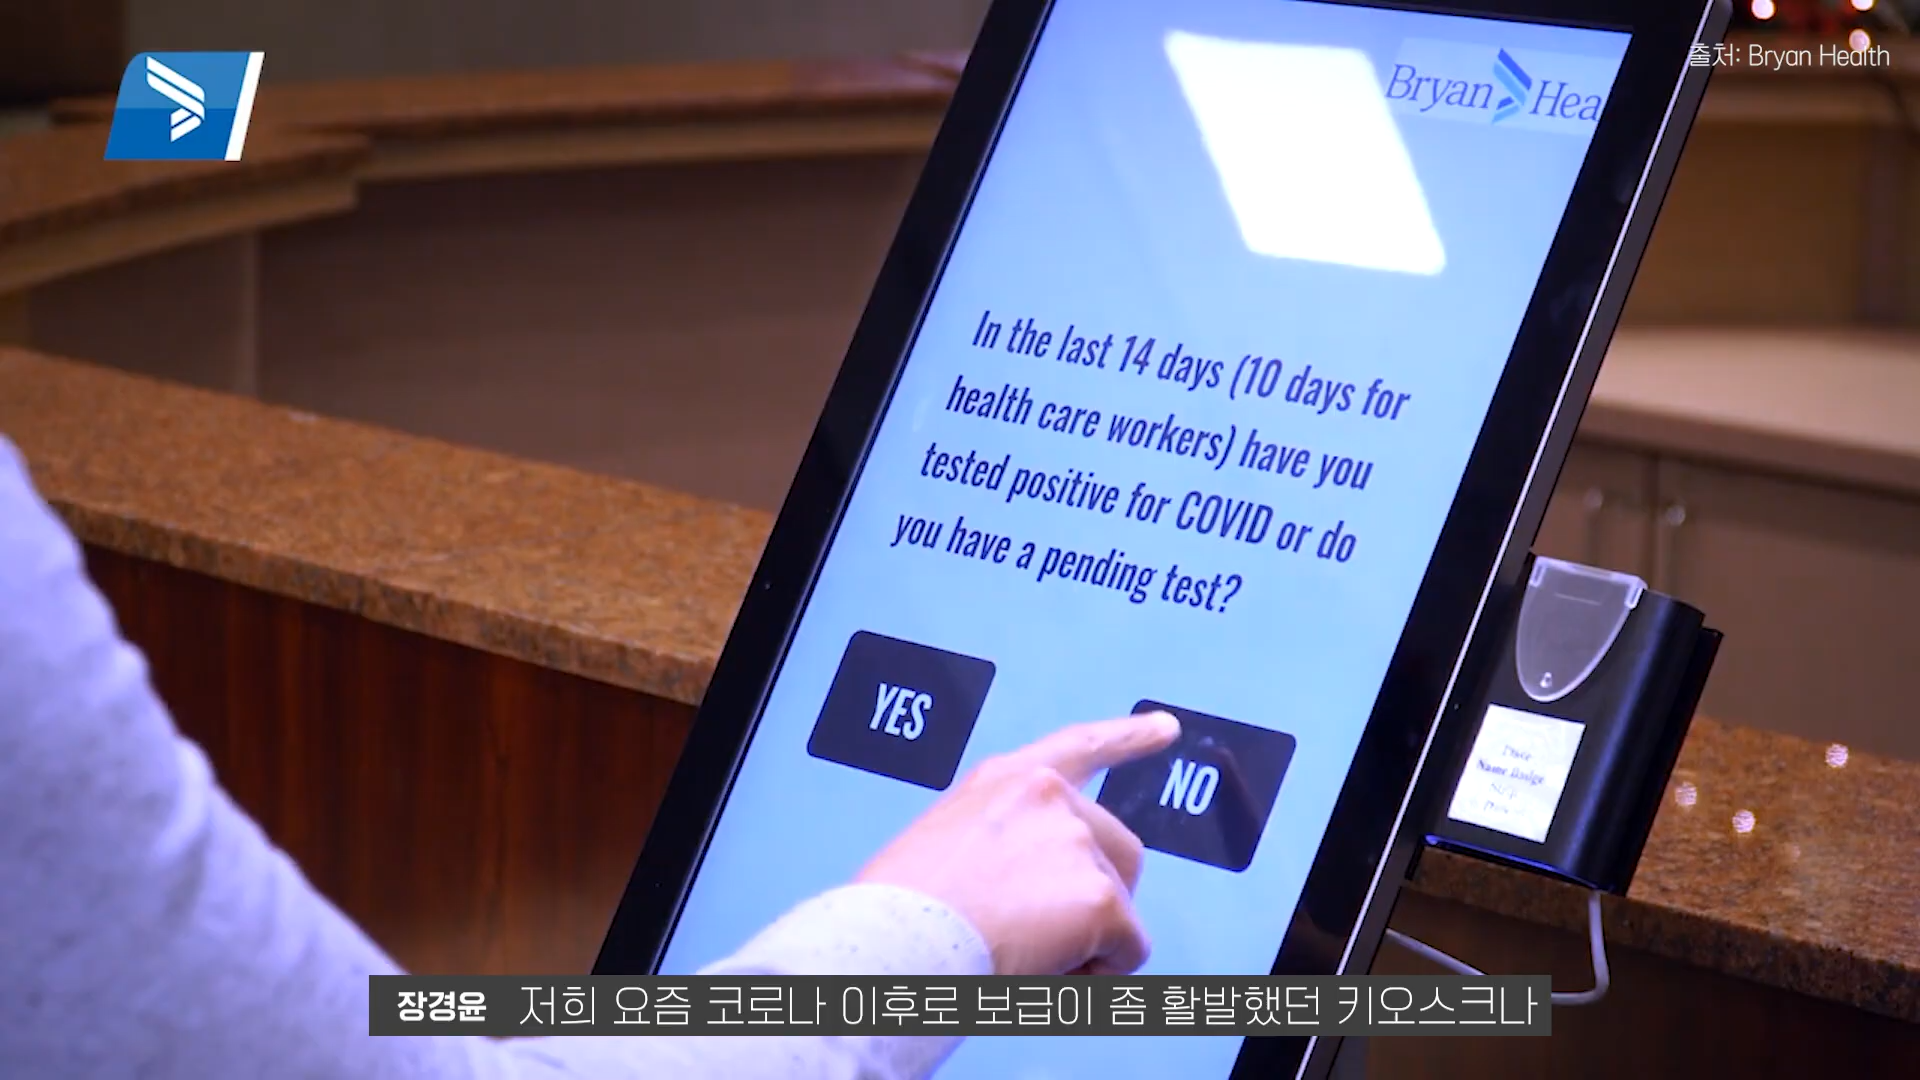 출처: Bryan Health
Bryan Hea
In the last 14 days (10 days for
health care workers) have you
tested positive for COVID or do
you have a pending test?
YES
NO
Name Badge
장경윤 저희 요즘 코로나 이후로 보급이 좀 활발했던 키오스크나